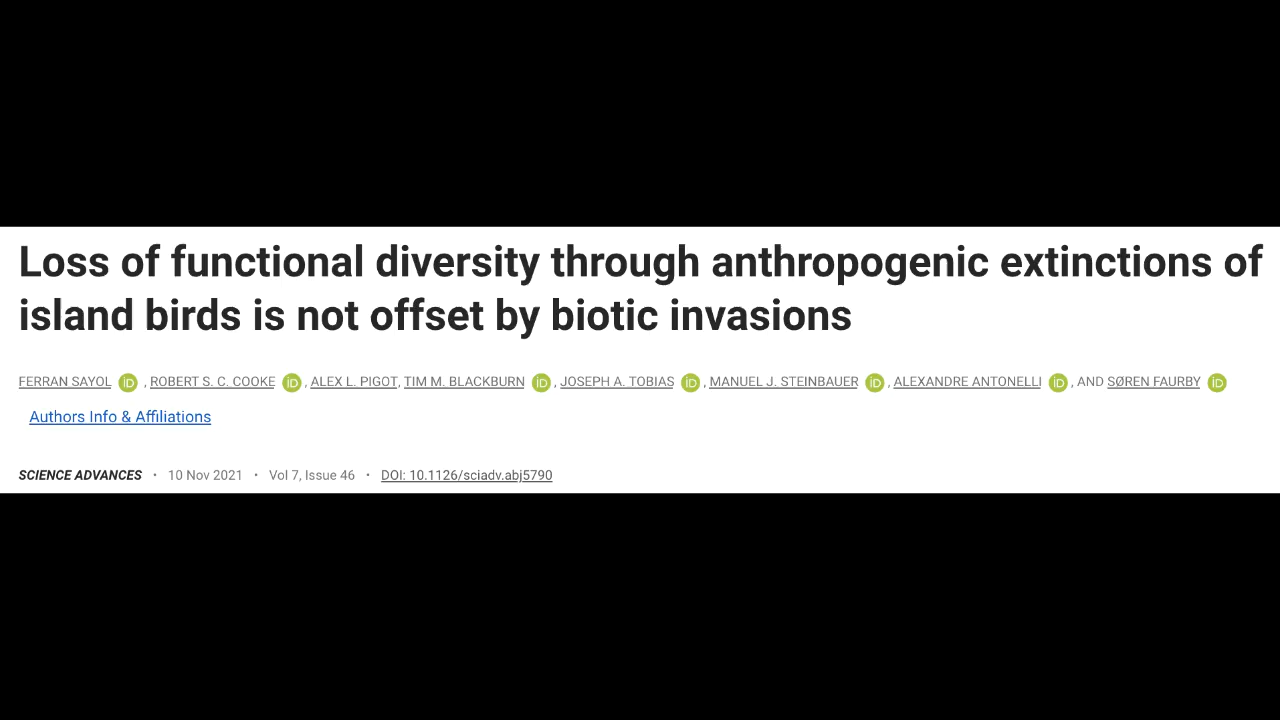 Loss of functional diversity through anthropogenic extinctions of
island birds is not offset by biotic invasions
FERRAN SAYOL iD , ROBERT S. C. COOKE iD , ALEX L. PIGOT, TIM M. BLACKBURN iD , JOSEPH A. TOBIAS iD , MANUEL J. STEINBAUER iD , ALEXANDRE ANTONELLI iD , AND SØREN FAURBY iD
Authors Info & Affiliations
SCIENCE ADVANCES • 10 Nov 2021 • Vol 7, Issue 46 • DOI: 10.1126/sciadv.abj5790